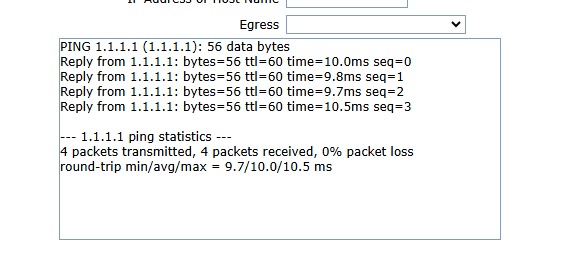 IP Address or Host Name
Egress
PING 1.1.1.1 (1.1.1.1): 56 data bytes
Reply from 1.1.1.1: bytes=56 ttl=60 time=10.0ms seq=0
Reply from 1.1.1.1: bytes=56 ttl=60 time=9.8ms seq=1
Reply from 1.1.1.1: bytes=56 ttl=60 time=9.7ms seq=2
Reply from 1.1.1.1: bytes=56 ttl=60 time=10.5ms seq=3
--- 1.1.1.1 ping statistics ---
4 packets transmitted, 4 packets received, 0% packet loss
round-trip min/avg/max = 9.7/10.0/10.5 ms